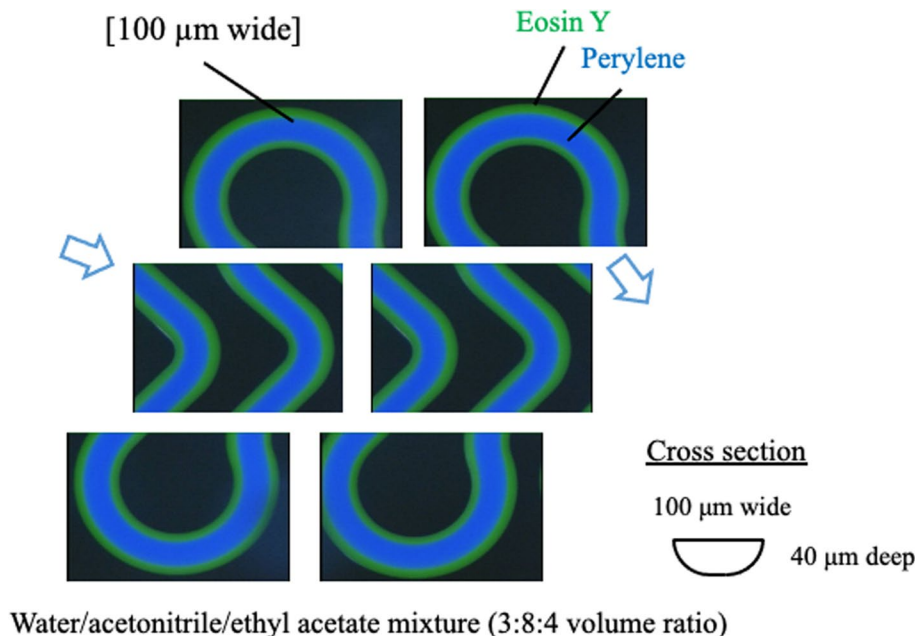 [100 µm wide]
Eosin Y
Perylene
Cross section
100 µm wide
40 µm deep
Water/acetonitrile/ethyl acetate mixture (3:8:4 volume ratio)